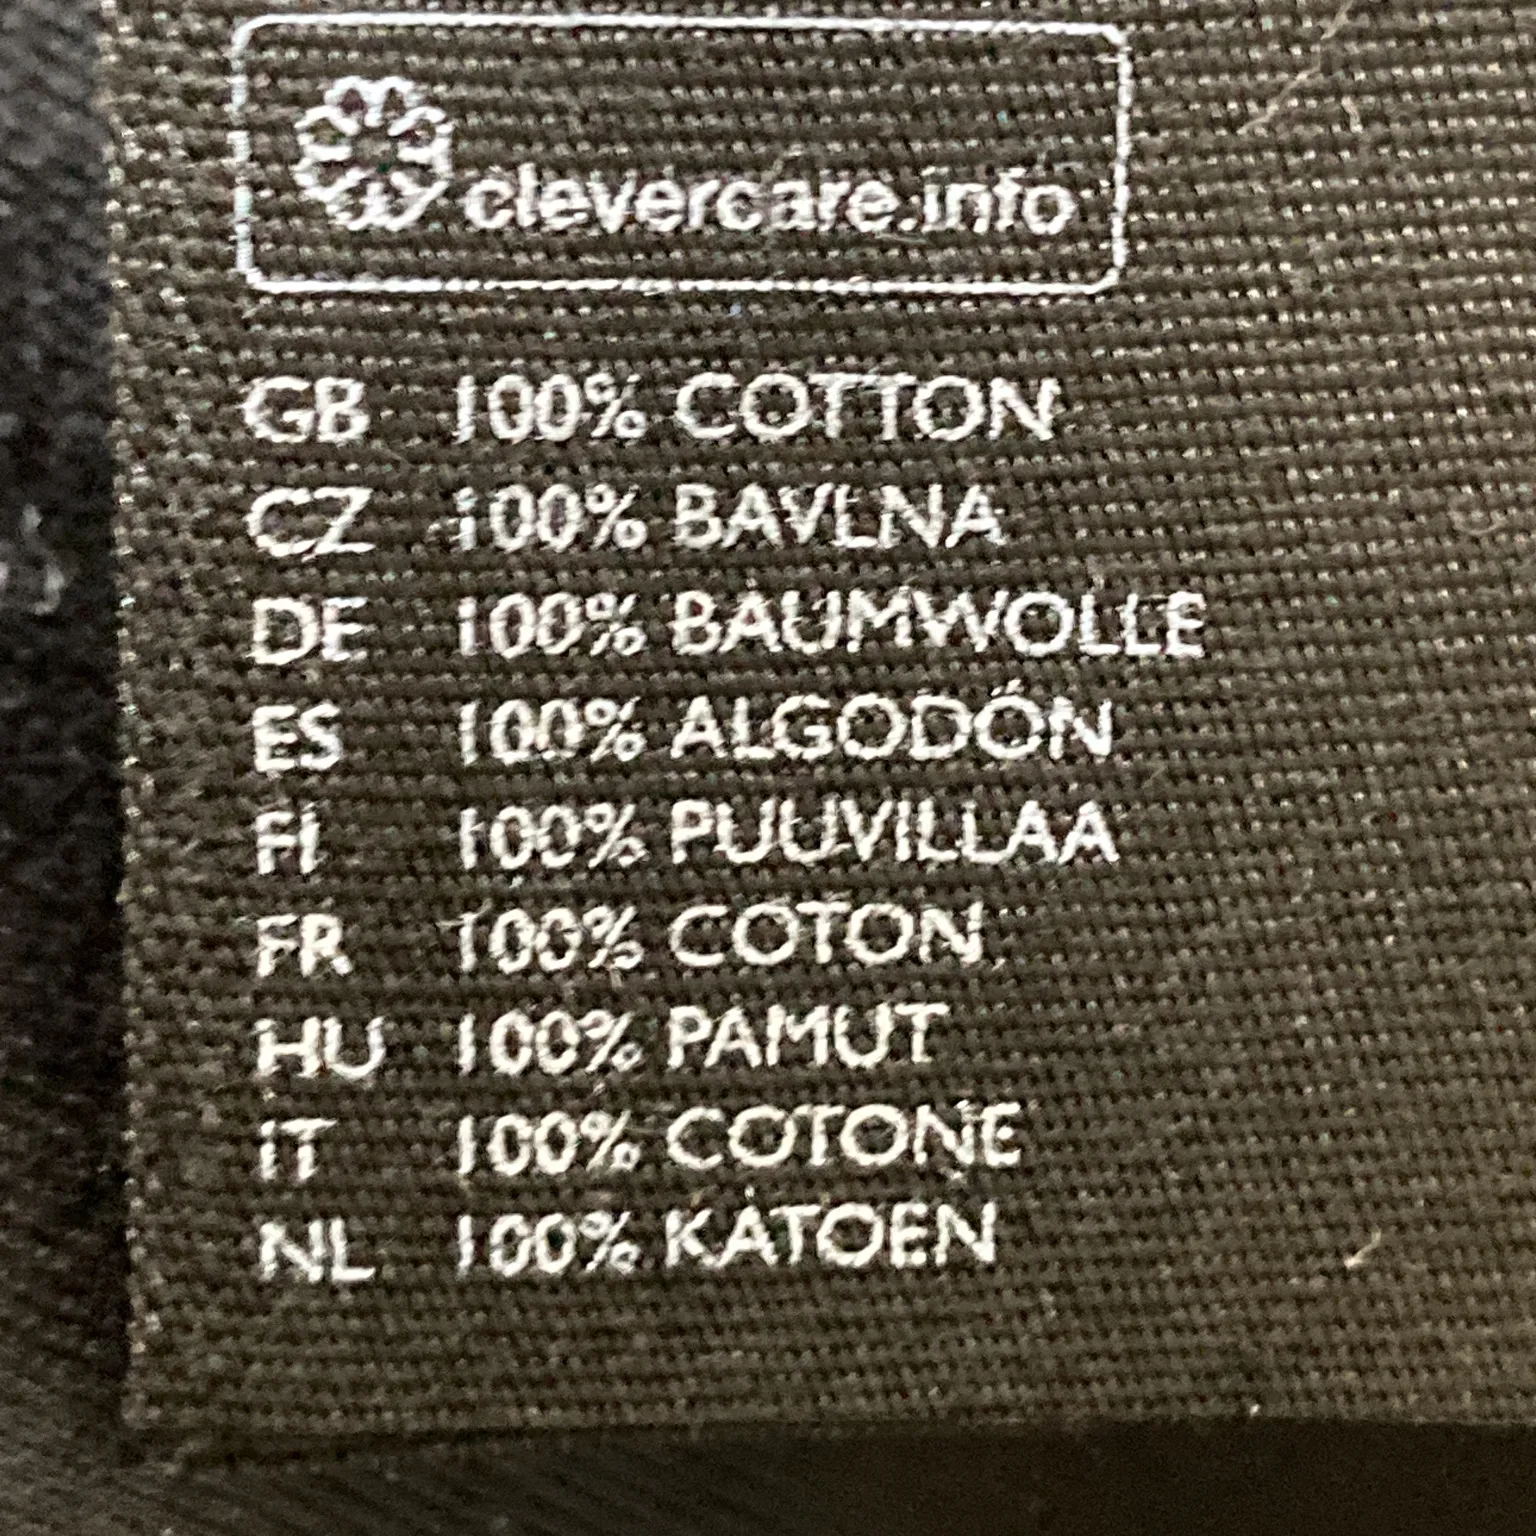 clevercare.info
GB 100% COTTON
CZ 100% BAVLNA
DE 100% BAUMWOLLE
ES 100% ALGODÓN
FI 100% PUUVILLAA
FR 100% COTON
HU 100% PAMUT
IT 100% COTONE
NL 100% KATOEN